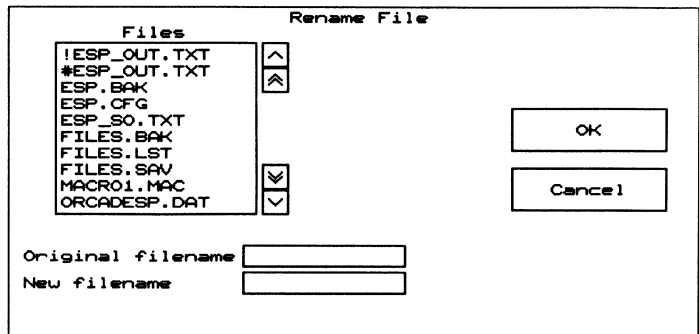 Rename File
Files
!ESP_OUT.TXT
#ESP_OUT.TXT
ESP.BAK
ESP.CFG
ESP_SO.TXT
FILES.BAK
FILES.LST
FILES.SAV
MACRO1.MAC
ORCADESP.DAT
OK
Cancel
Original filename
New filename